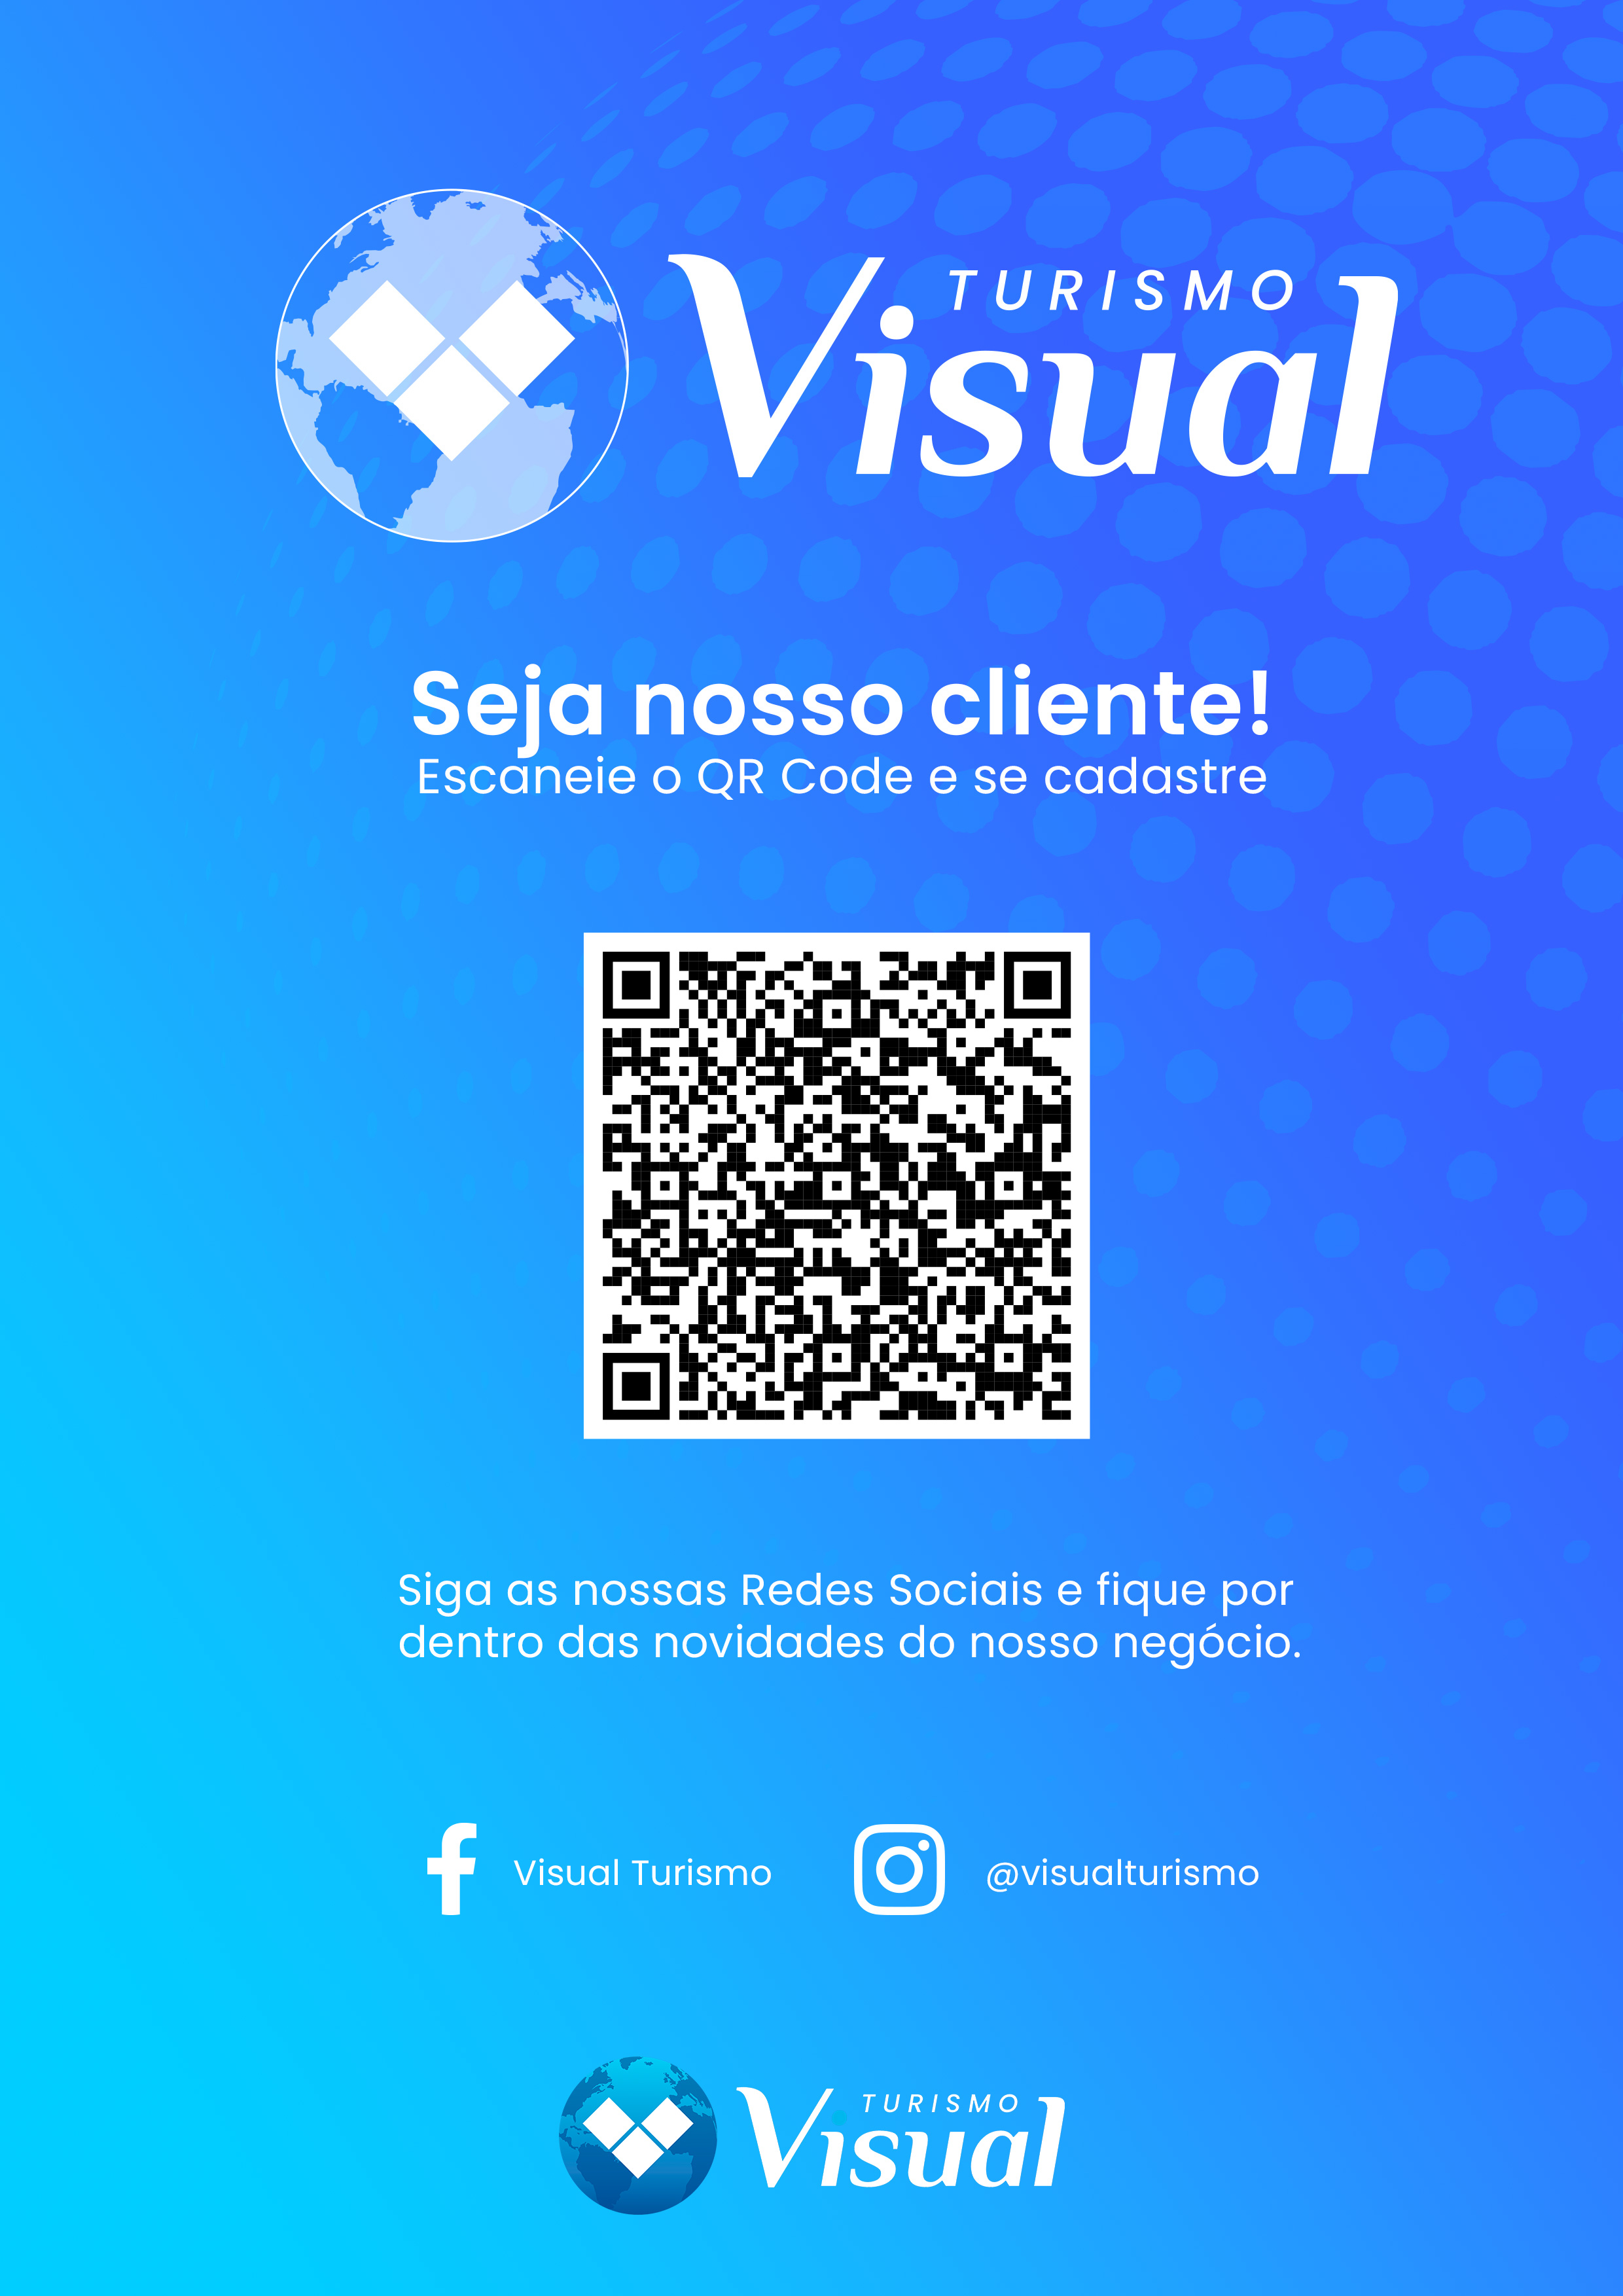 TURISMO
Visual
Seja nosso cliente!
Escaneie o QR Code e se cadastre
Siga as nossas Redes Sociais e fique por
dentro das novidades do nosso negócio.
Visual Turismo
@visualturismo
TURISMO
Visual